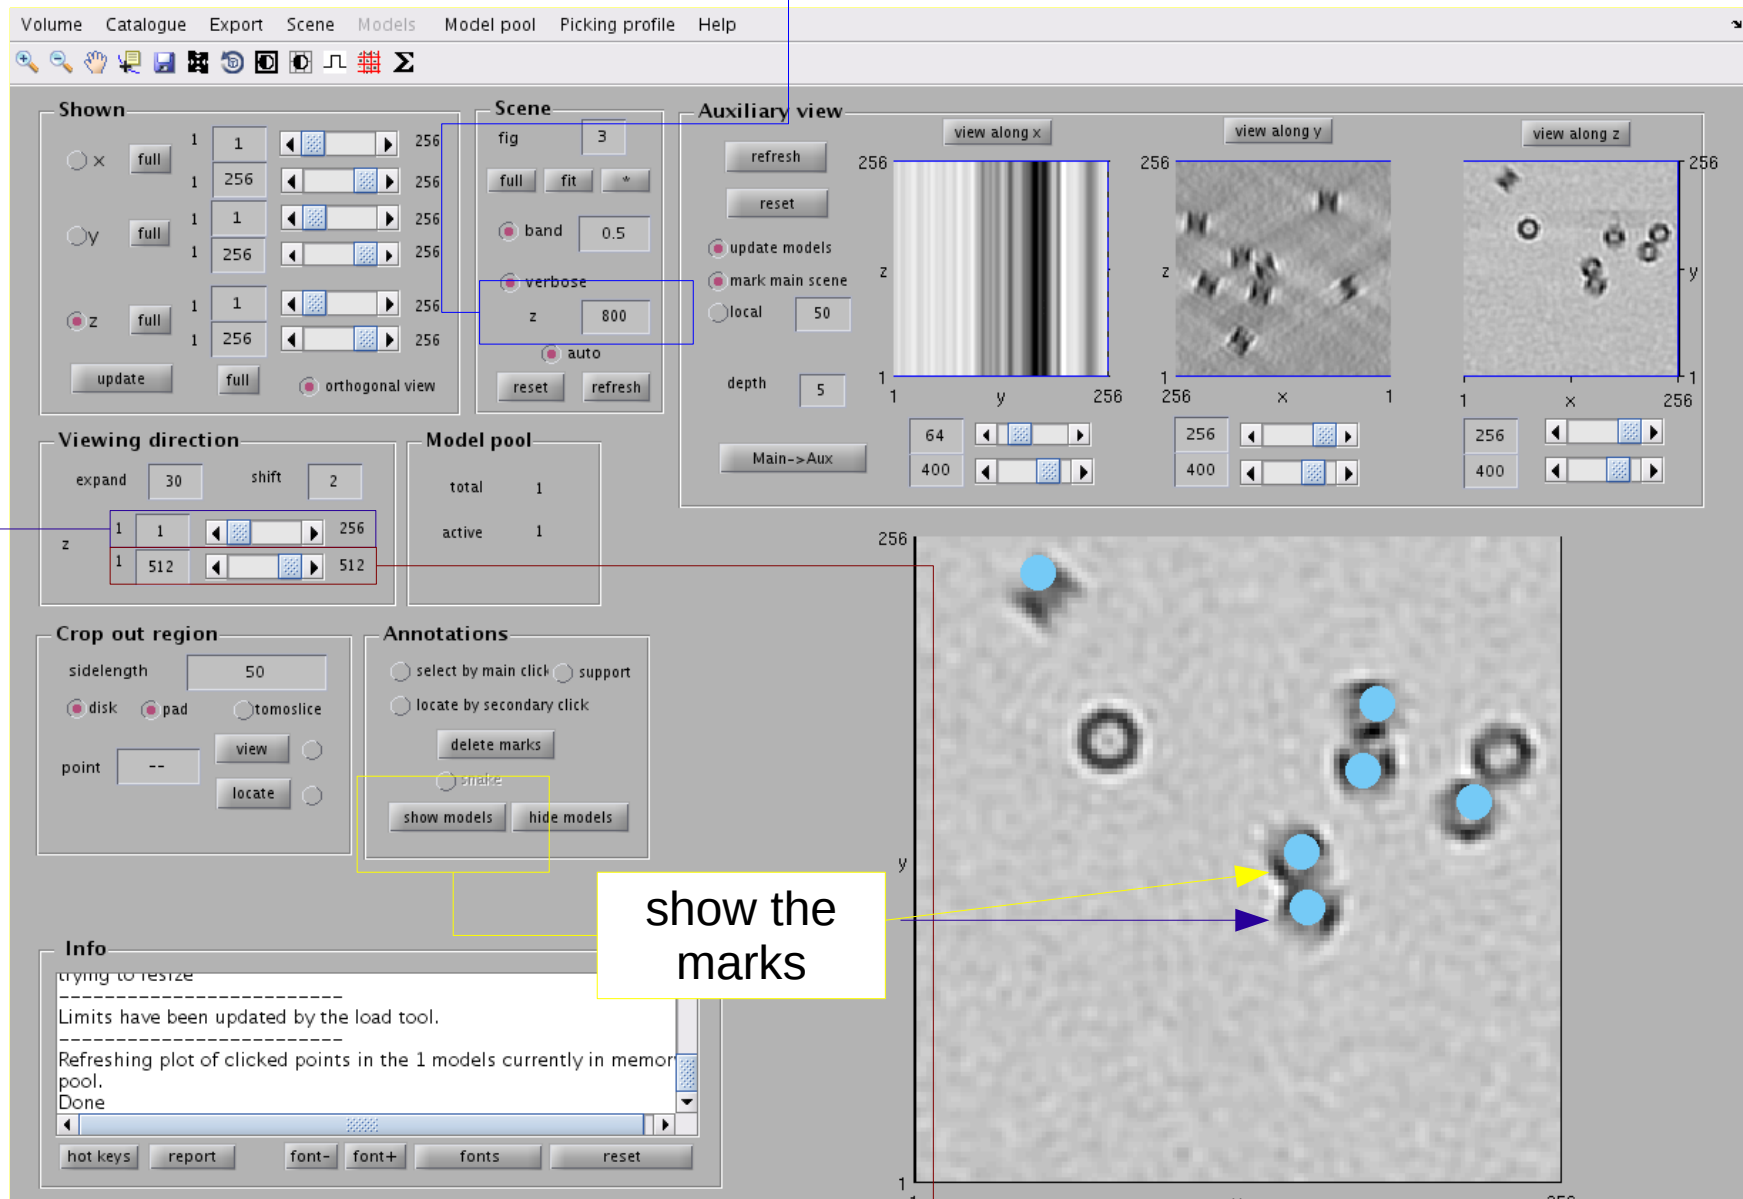 Volume Catalogue Export Scene Models Model pool Picking profile Help
Shown
x full 1 1 256
1 256 256
y full 1 1 256
1 256 256
z full 1 1 256
1 256 256
update full orthogonal view
Scene
fig 3
full fit *
band 0.5
verbose
z 800
auto
reset refresh
Auxiliary view
refresh
reset
update models
mark main scene
local 50
depth 5
Main->Aux
view along x
256
z
1
1 y 256
64
400
view along y
256
z
1
256 x 1
256
400
view along z
256
y
1
1 x 256
256
400
Viewing direction
expand 30 shift 2
z 1 1 256
1 512 512
Model pool
total 1
active 1
Crop out region
sidelength 50
disk pad tomoslice
point -- view
locate
Annotations
select by main click support
locate by secondary click
delete marks
snake
show models hide models
256
y
1
show the
marks
Info
trying to resize
--------------------------
Limits have been updated by the load tool.
--------------------------
Refreshing plot of clicked points in the 1 models currently in memor
pool.
Done
hot keys report font- font+ fonts reset